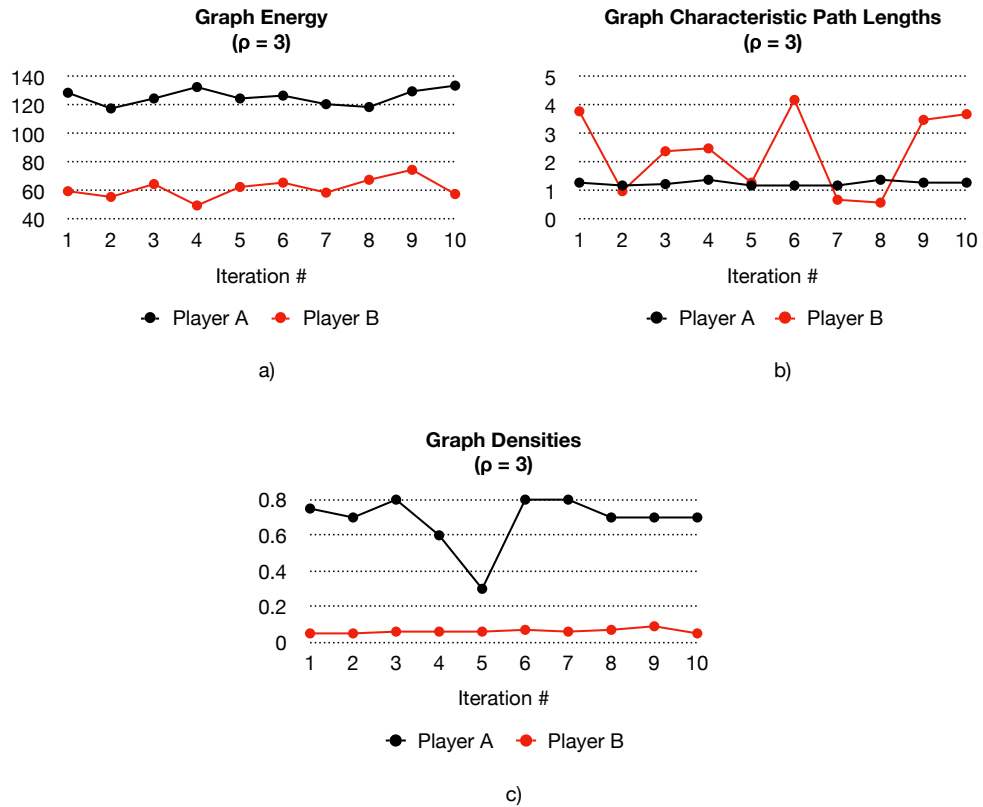 Graph Energy
(ρ = 3)
140
120
100
80
60
40
1 2 3 4 5 6 7 8 9 10
Iteration #
Player A Player B
a)
Graph Characteristic Path Lengths
(ρ = 3)
5
4
3
2
1
0
1 2 3 4 5 6 7 8 9 10
Iteration #
Player A Player B
b)
Graph Densities
(ρ = 3)
0.8
0.6
0.4
0.2
0
1 2 3 4 5 6 7 8 9 10
Iteration #
Player A Player B
c)